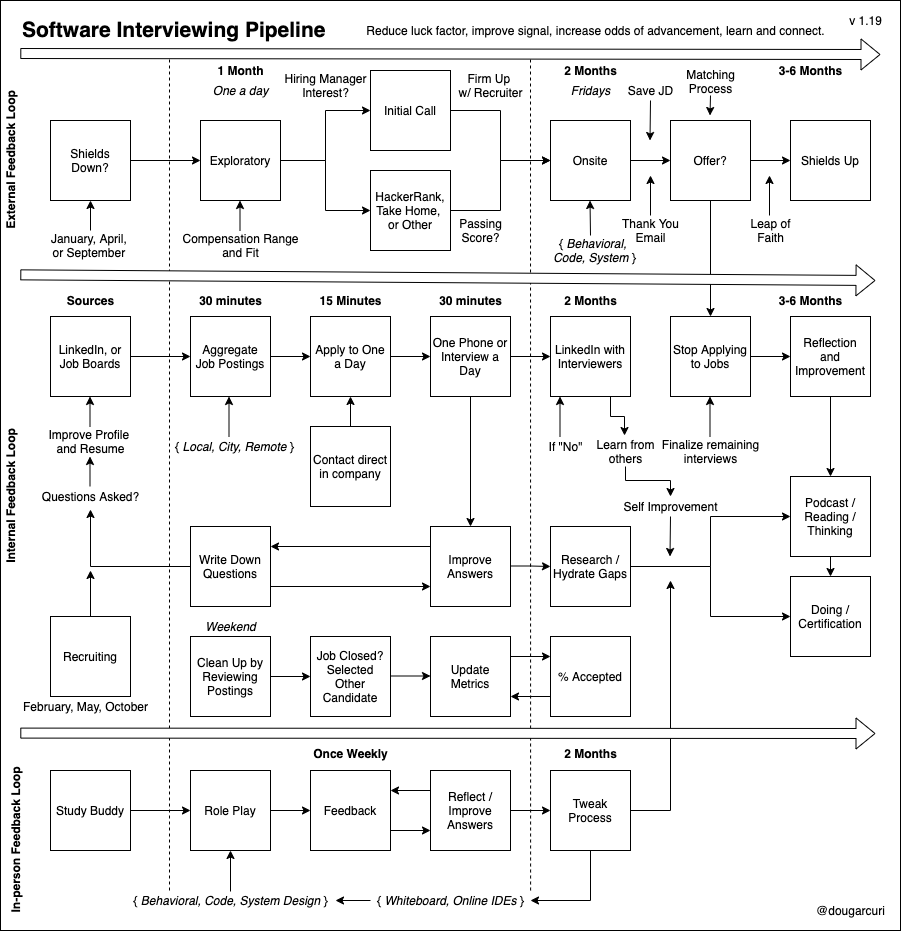 Software Interviewing Pipeline
Reduce luck factor, improve signal, increase odds of advancement, learn and connect.
v 1.19
External Feedback Loop
1 Month
One a day
2 Months
Fridays
3-6 Months
Hiring Manager
Interest?
Firm Up
w/ Recruiter
Save JD
Matching
Process
Shields
Down?
Exploratory
Initial Call
HackerRank,
Take Home,
or Other
Onsite
Offer?
Shields Up
January, April,
or September
Compensation Range
and Fit
Passing
Score?
{ Behavioral,
Code, System }
Thank You
Email
Leap of
Faith
Internal Feedback Loop
Sources
30 minutes
15 Minutes
30 minutes
2 Months
3-6 Months
LinkedIn, or
Job Boards
Aggregate
Job Postings
Apply to One
a Day
One Phone or
Interview a
Day
LinkedIn with
Interviewers
Stop Applying
to Jobs
Reflection
and
Improvement
Improve Profile
and Resume
{ Local, City, Remote }
Contact direct
in company
If "No"
Learn from
others
Finalize remaining
interviews
Questions Asked?
Self Improvement
Podcast /
Reading /
Thinking
Write Down
Questions
Improve
Answers
Research /
Hydrate Gaps
Doing /
Certification
Recruiting
February, May, October
Weekend
Clean Up by
Reviewing
Postings
Job Closed?
Selected
Other
Candidate
Update
Metrics
% Accepted
In-person Feedback Loop
Once Weekly
2 Months
Study Buddy
Role Play
Feedback
Reflect /
Improve
Answers
Tweak
Process
{ Behavioral, Code, System Design }
{ Whiteboard, Online IDEs }
@dougarcuri